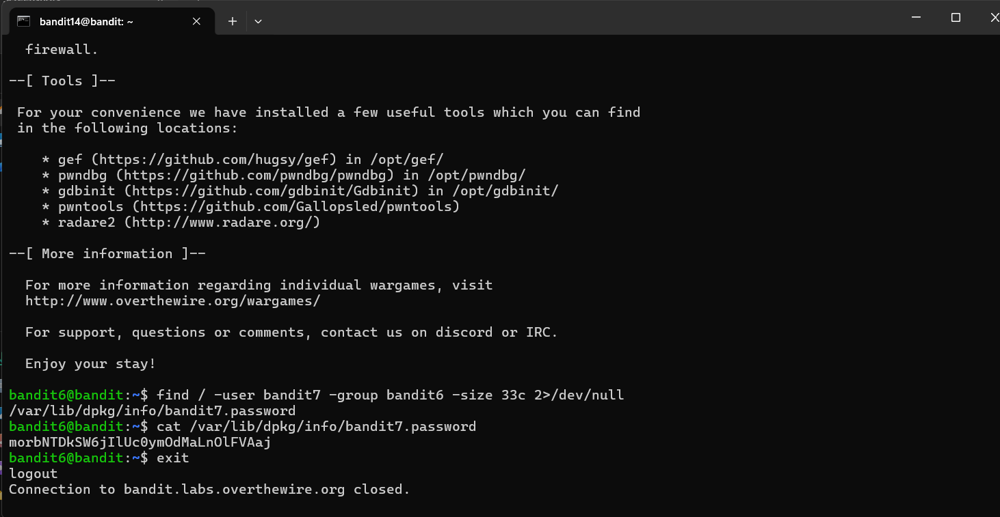 bandit14@bandit: ~
firewall.
--[ Tools ]--
For your convenience we have installed a few useful tools which you can find
in the following locations:
* gef (https://github.com/hugsy/gef) in /opt/gef/
* pwndbg (https://github.com/pwndbg/pwndbg) in /opt/pwndbg/
* gdbinit (https://github.com/gdbinit/Gdbinit) in /opt/gdbinit/
* pwntools (https://github.com/Gallopsled/pwntools)
* radare2 (http://www.radare.org/)
--[ More information ]--
For more information regarding individual wargames, visit
http://www.overthewire.org/wargames/
For support, questions or comments, contact us on discord or IRC.
Enjoy your stay!
bandit6@bandit:~$ find / -user bandit7 -group bandit6 -size 33c 2>/dev/null
/var/lib/dpkg/info/bandit7.password
bandit6@bandit:~$ cat /var/lib/dpkg/info/bandit7.password
morbNTDkSW6jIlUc0ymOdMaLnOlFVAaj
bandit6@bandit:~$ exit
logout
Connection to bandit.labs.overthewire.org closed.